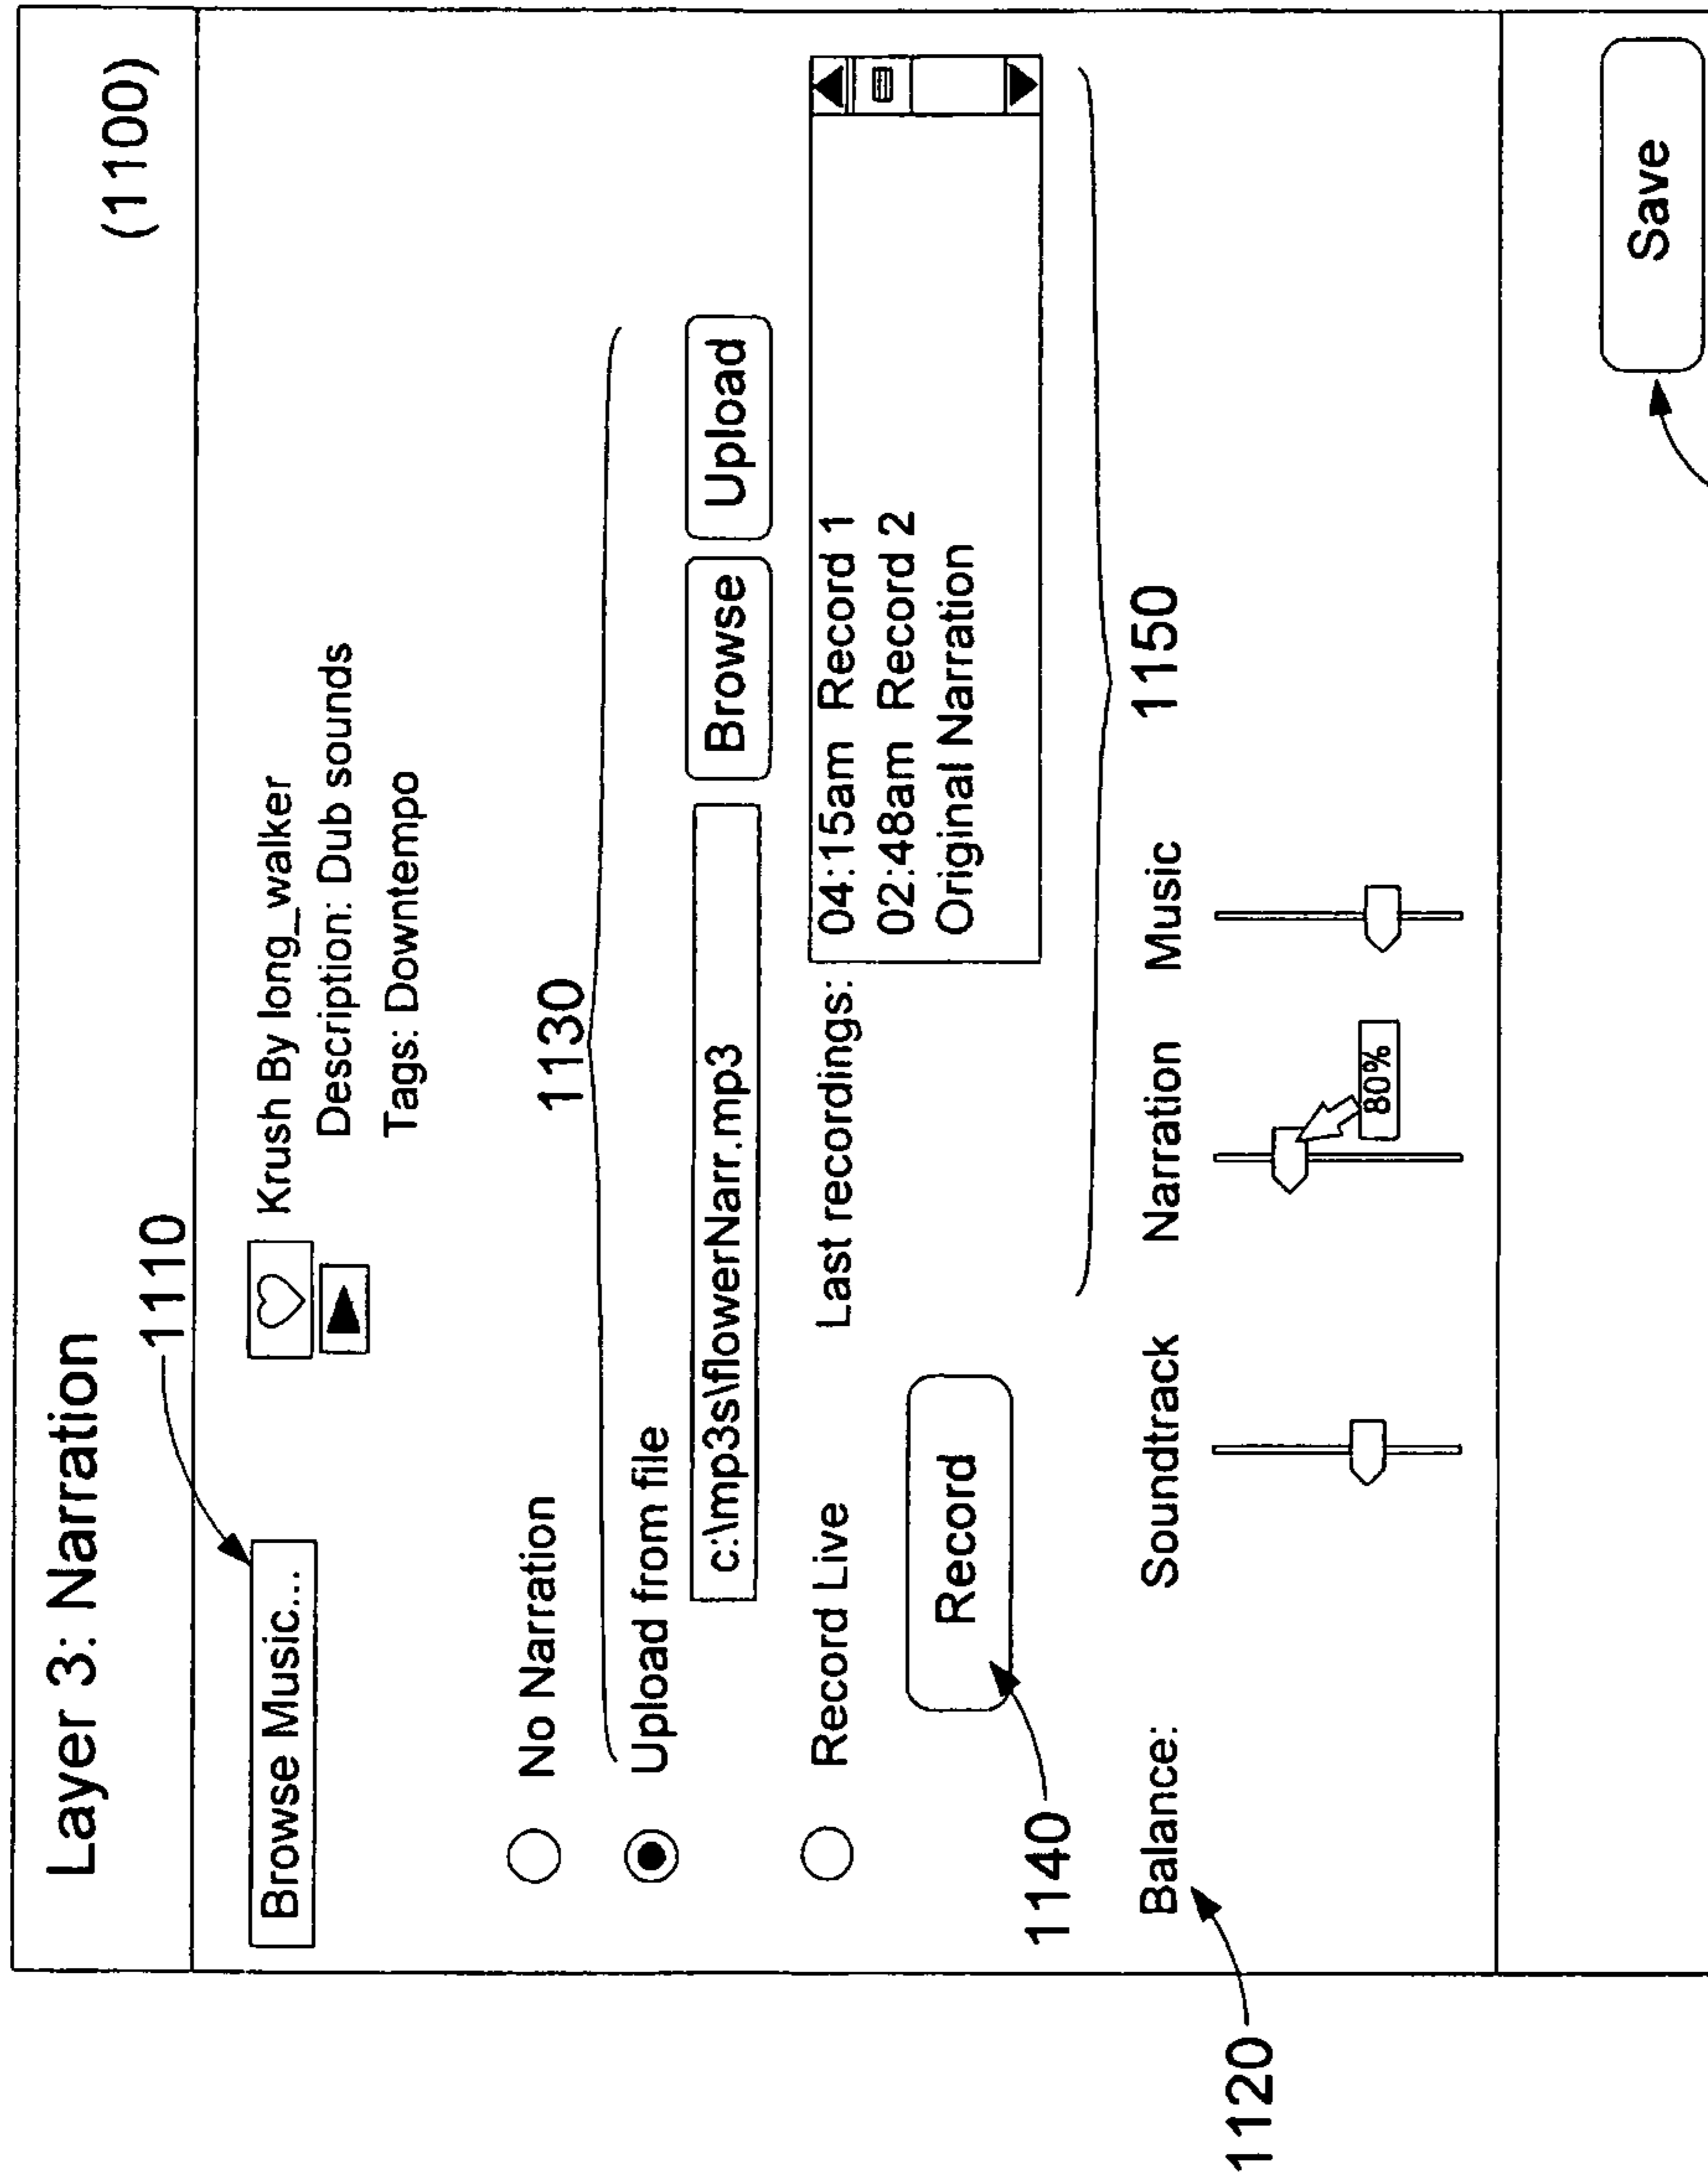 Layer 3: Narration
(1100)
1110
Browse Music...
Krush By long_walker
Description: Dub sounds
Tags: Downtempo
No Narration
1130
Upload from file
c:\mp3s\flowerNarr.mp3
Browse
Upload
Record Live
Last recordings:
04:15am Record 1
02:48am Record 2
Original Narration
Record
1140
1150
Balance:
Soundtrack
Narration
Music
80%
1120
Save